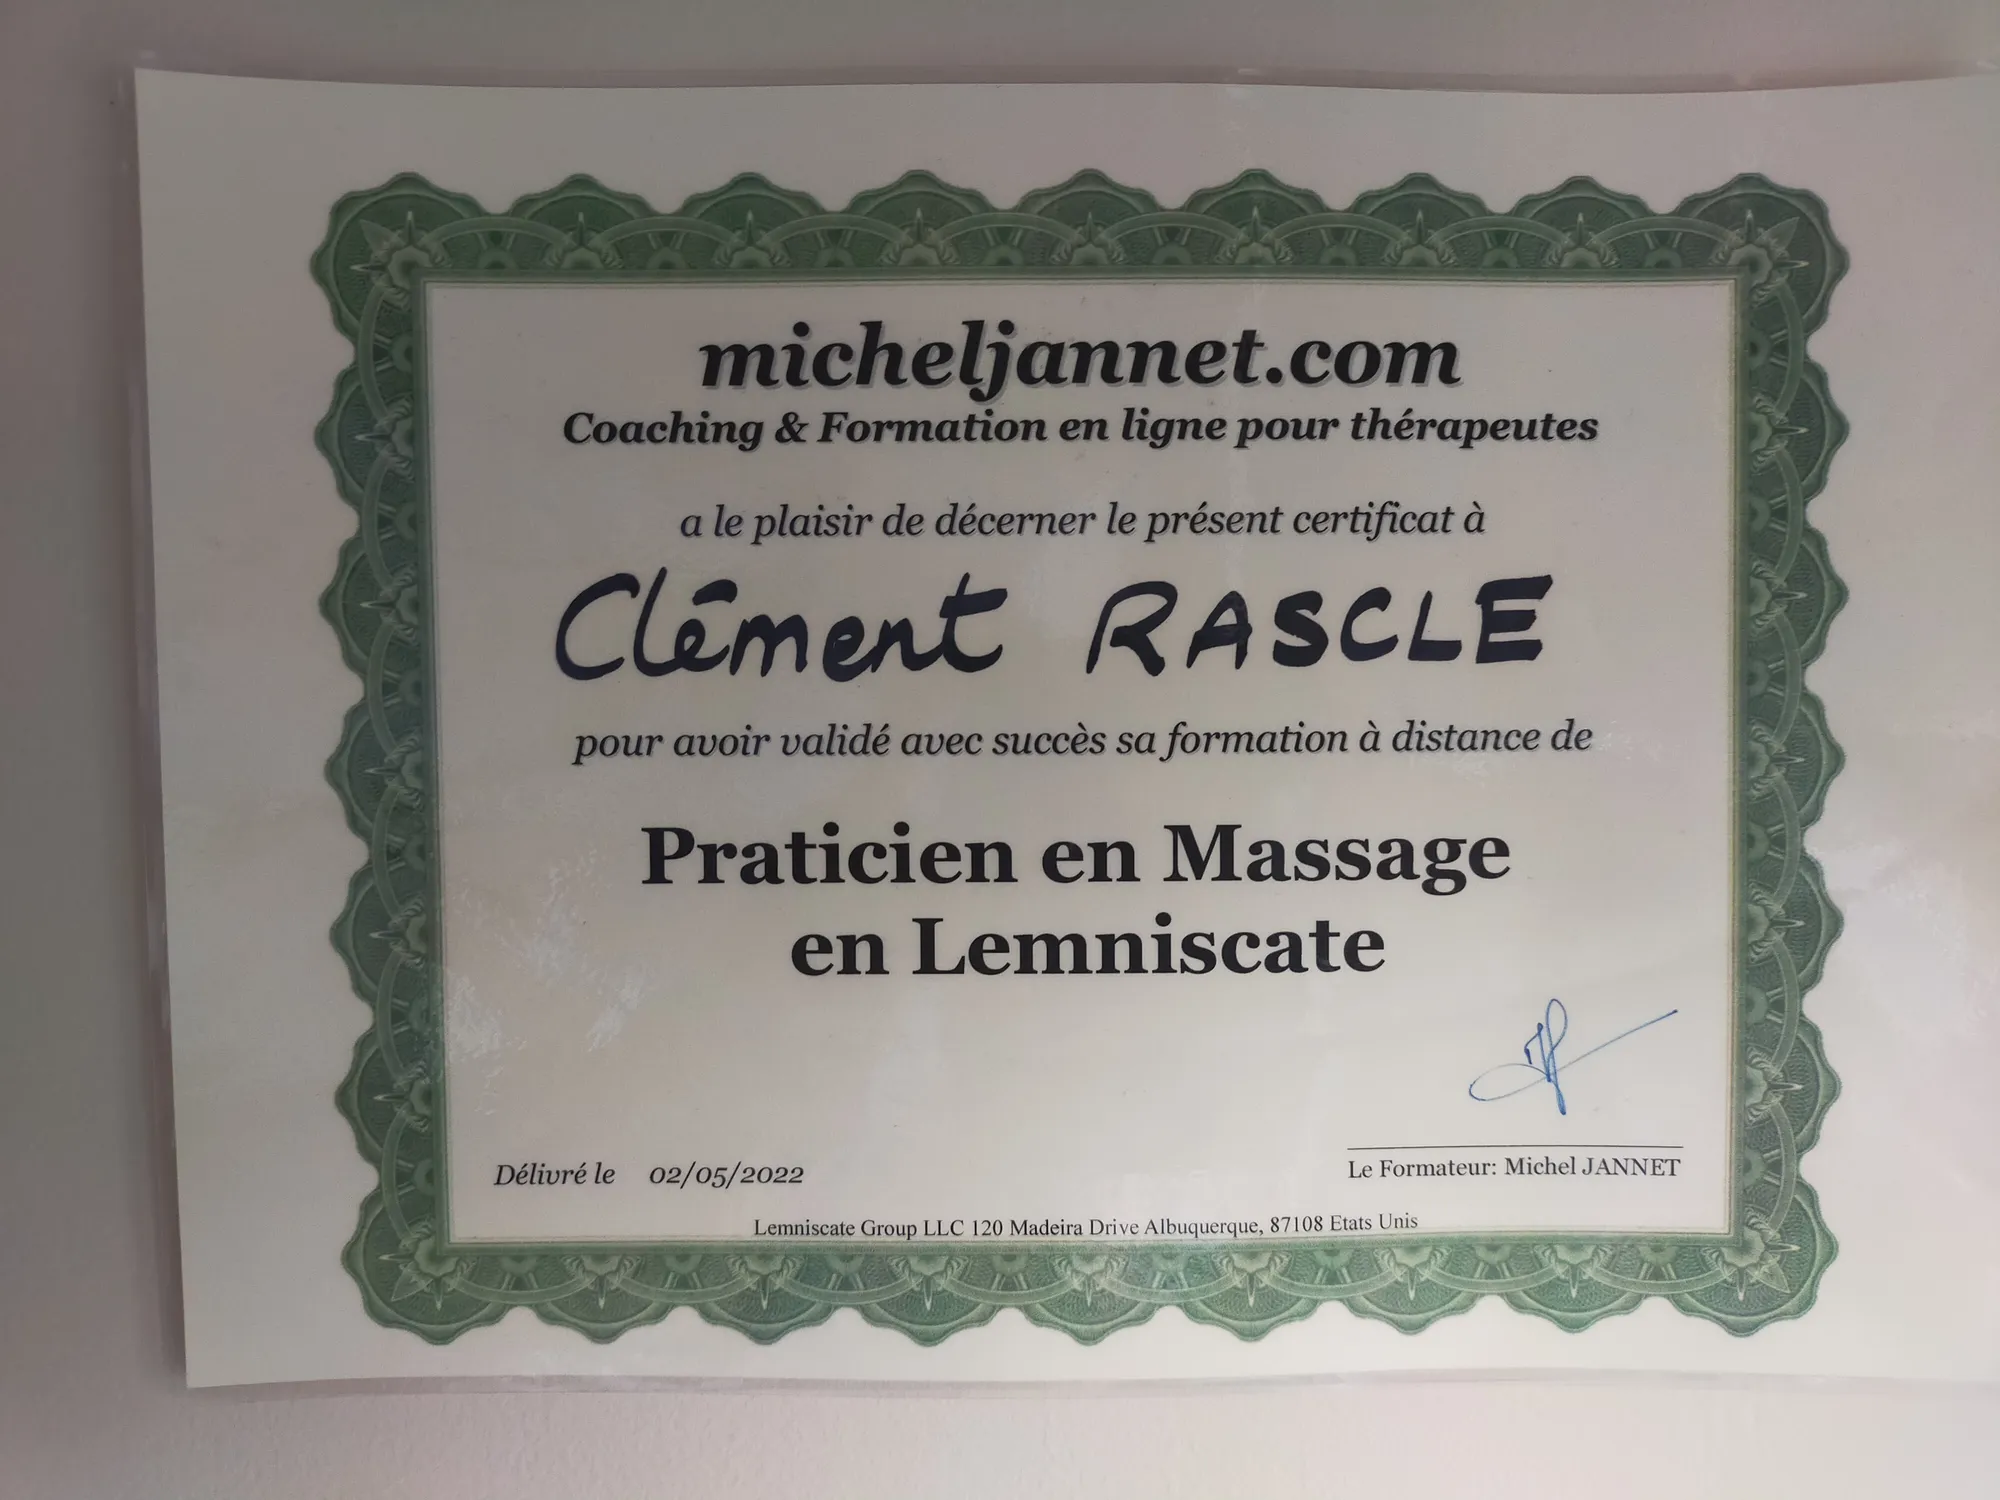 micheljannet.com
Coaching & Formation en ligne pour thérapeutes
a le plaisir de décerner le présent certificat à
Clément RASCLE
pour avoir validé avec succès sa formation à distance de
Praticien en Massage
en Lemniscate
Délivré le 02/05/2022
Le Formateur: Michel JANNET
Lemniscate Group LLC 120 Madeira Drive Albuquerque, 87108 Etats Unis